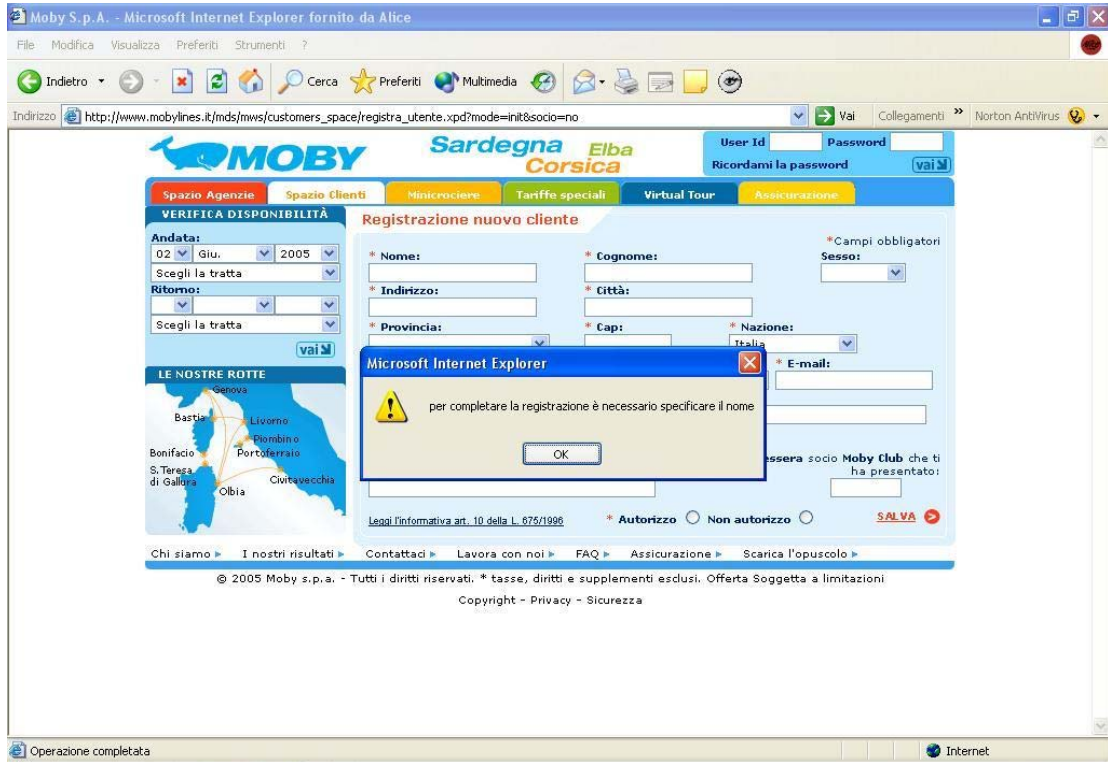 Moby S.p.A. - Microsoft Internet Explorer fornito da Alice
File Modifica Visualizza Preferiti Strumenti ?
Indietro Cerca Preferiti Multimedia
Indirizzo http://www.mobylines.it/mds/mws/customers_space/registra_utente.xpd?mode=init&socio=no Vai Collegamenti » Norton AntiVirus
MOBY Sardegna Elba Corsica
User Id Password
Ricordami la password vai
Spazio Agenzie Spazio Clienti Minicrociere Tariffe speciali Virtual Tour Assicurazione
VERIFICA DISPONIBILITÀ
Andata:
02 Giu. 2005
Scegli la tratta
Ritorno:
Scegli la tratta
vai
LE NOSTRE ROTTE
Genova
Bastia
Livorno
Piombino
Bonifacio Portoferraio
S. Teresa di Gallura
Olbia
Civitavecchia
Registrazione nuovo cliente
*Campi obbligatori
* Nome: * Cognome: Sesso:
* Indirizzo: * Città:
* Provincia: * Cap: * Nazione:
Italia
* E-mail:
Microsoft Internet Explorer
per completare la registrazione è necessario specificare il nome
OK
socio Moby Club che ti
ha presentato:
Leggi l'informativa art. 10 della L. 675/1996 * Autorizzo Non autorizzo SALVA
Chi siamo I nostri risultati Contattaci Lavora con noi FAQ Assicurazione Scarica l'opuscolo
© 2005 Moby s.p.a. - Tutti i diritti riservati. * tasse, diritti e supplementi esclusi. Offerta Soggetta a limitazioni
Copyright - Privacy - Sicurezza
Operazione completata Internet